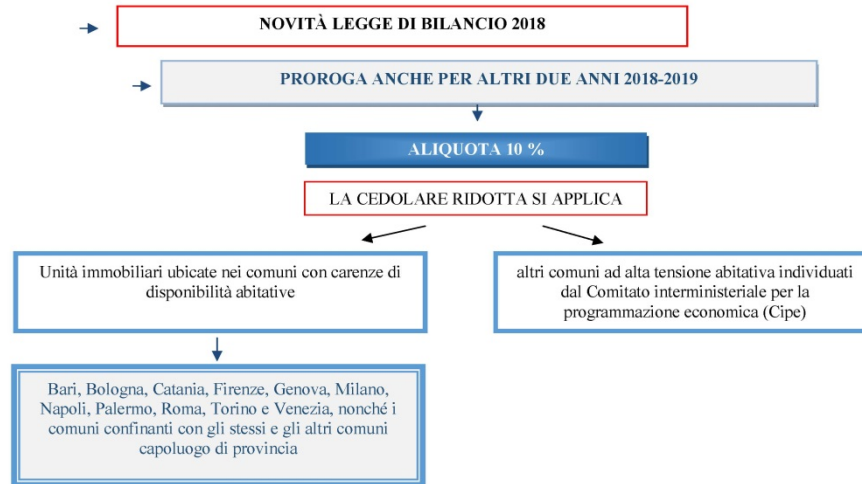 NOVITÀ LEGGE DI BILANCIO 2018
PROROGA ANCHE PER ALTRI DUE ANNI 2018-2019
ALIQUOTA 10 %
LA CEDOLARE RIDOTTA SI APPLICA
Unità immobiliari ubicate nei comuni con carenze di
disponibilità abitative
altri comuni ad alta tensione abitativa individuati
dal Comitato interministeriale per la
programmazione economica (Cipe)
Bari, Bologna, Catania, Firenze, Genova, Milano,
Napoli, Palermo, Roma, Torino e Venezia, nonché i
comuni confinanti con gli stessi e gli altri comuni
capoluogo di provincia